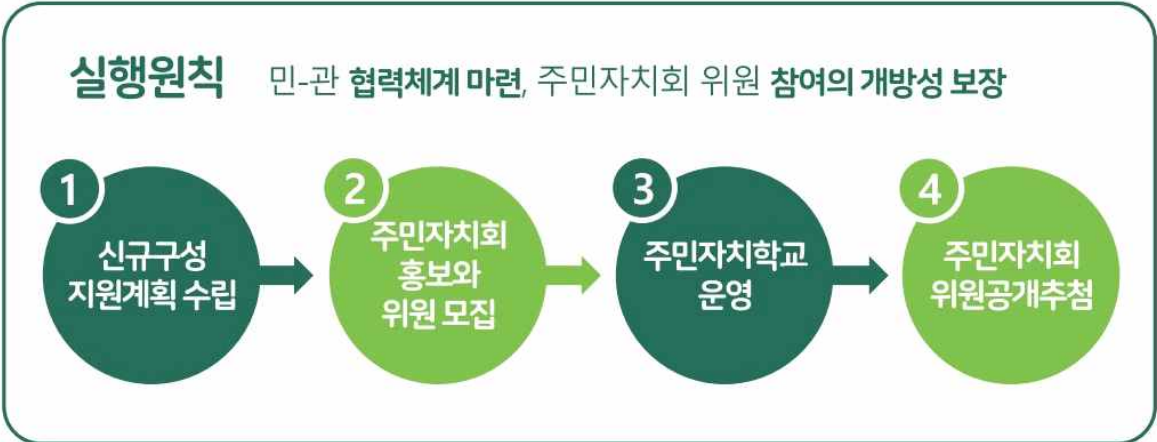 실행원칙 민-관 협력체계 마련, 주민자치회 위원 참여의 개방성 보장
1
신규구성
지원계획 수립
2
주민자치회
홍보와
위원 모집
3
주민자치학교
운영
4
주민자치회
위원공개추첨